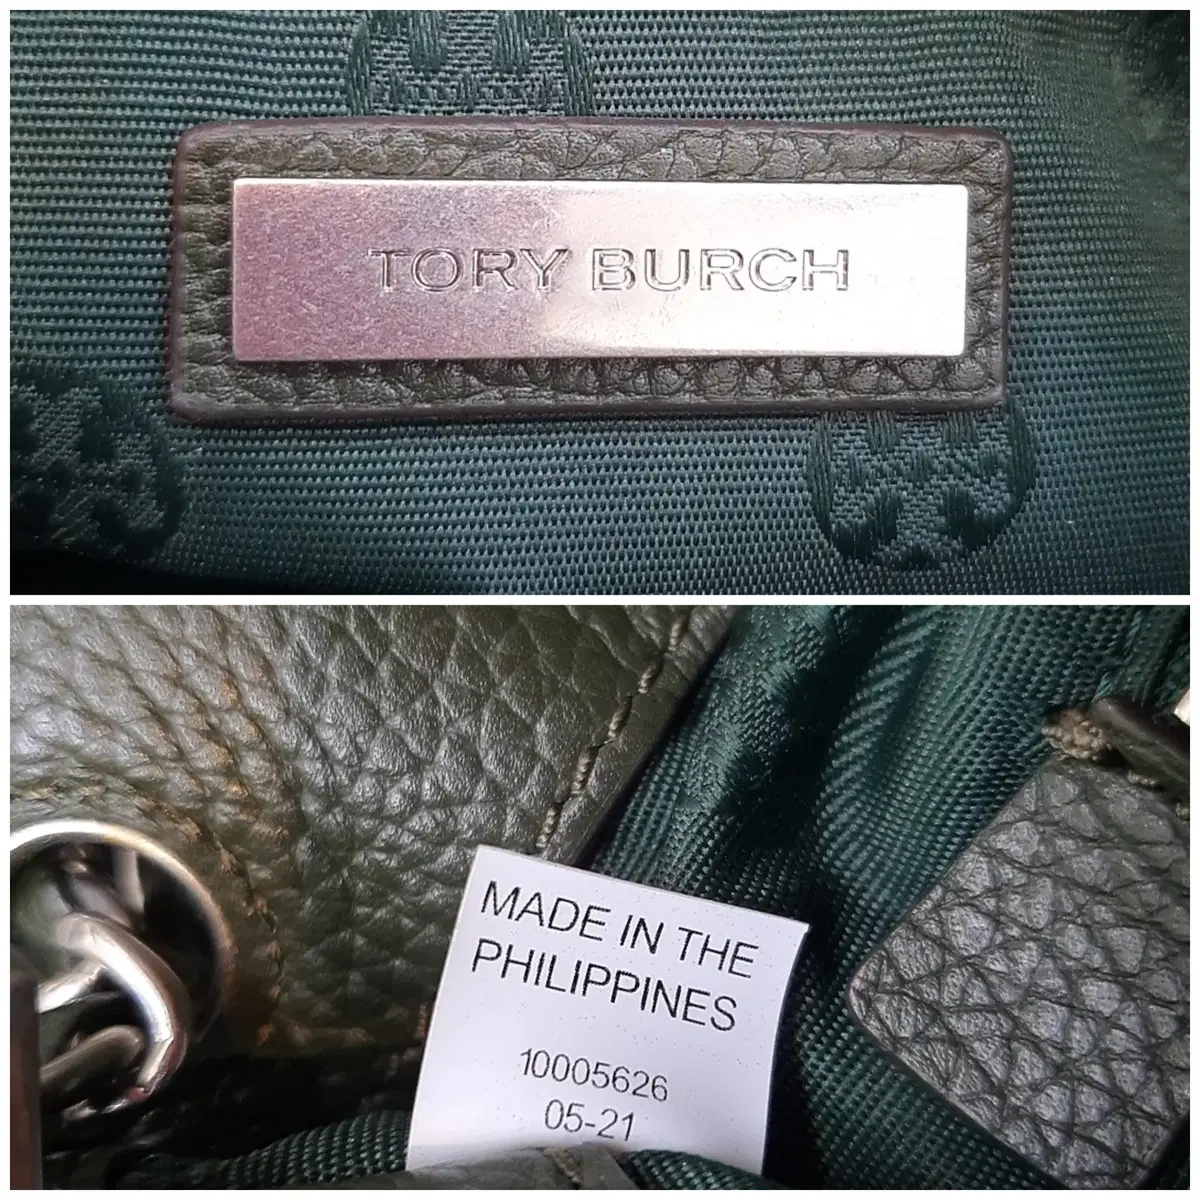 TORY BURCH
MADE IN THE
PHILIPPINES
10005626
05-21